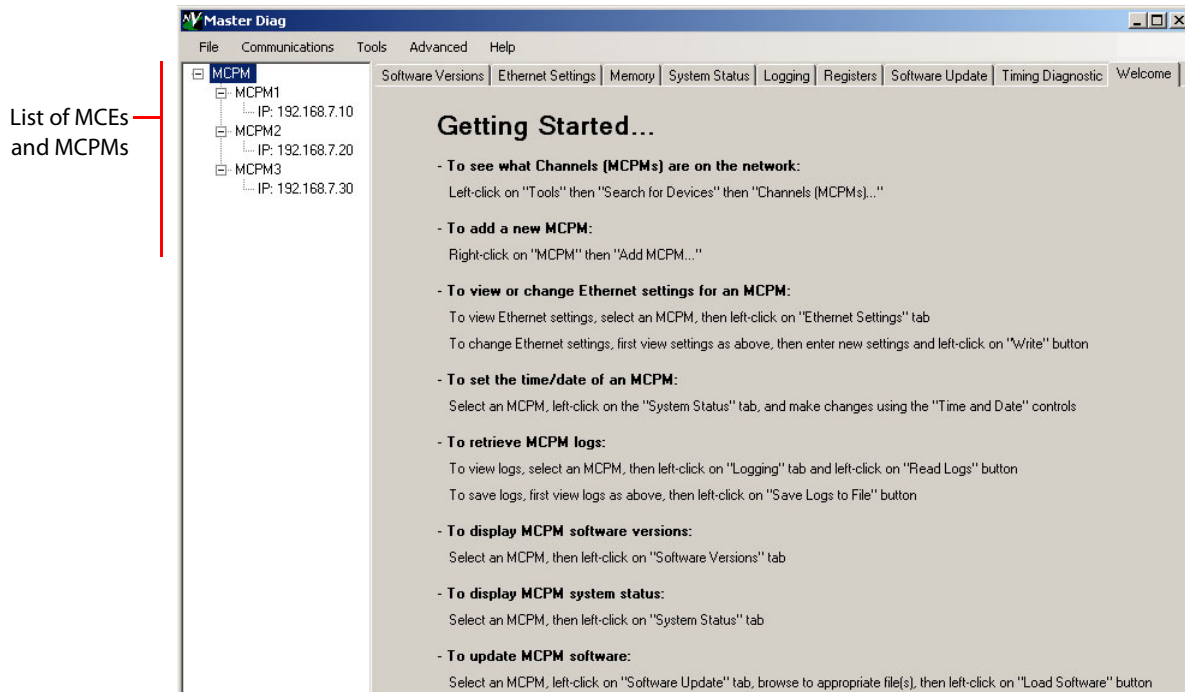 Master Diag
File Communications Tools Advanced Help
List of MCEs
and MCPMs
MCPM
MCPM1
IP: 192.168.7.10
MCPM2
IP: 192.168.7.20
MCPM3
IP: 192.168.7.30
Software Versions Ethernet Settings Memory System Status Logging Registers Software Update Timing Diagnostic Welcome
Getting Started...
- To see what Channels (MCPMs) are on the network:
Left-click on "Tools" then "Search for Devices" then "Channels (MCPMs)..."
- To add a new MCPM:
Right-click on "MCPM" then "Add MCPM..."
- To view or change Ethernet settings for an MCPM:
To view Ethernet settings, select an MCPM, then left-click on "Ethernet Settings" tab
To change Ethernet settings, first view settings as above, then enter new settings and left-click on "Write" button
- To set the time/date of an MCPM:
Select an MCPM, left-click on the "System Status" tab, and make changes using the "Time and Date" controls
- To retrieve MCPM logs:
To view logs, select an MCPM, then left-click on "Logging" tab and left-click on "Read Logs" button
To save logs, first view logs as above, then left-click on "Save Logs to File" button
- To display MCPM software versions:
Select an MCPM, then left-click on "Software Versions" tab
- To display MCPM system status:
Select an MCPM, then left-click on "System Status" tab
- To update MCPM software:
Select an MCPM, left-click on "Software Update" tab, browse to appropriate file(s), then left-click on "Load Software" button